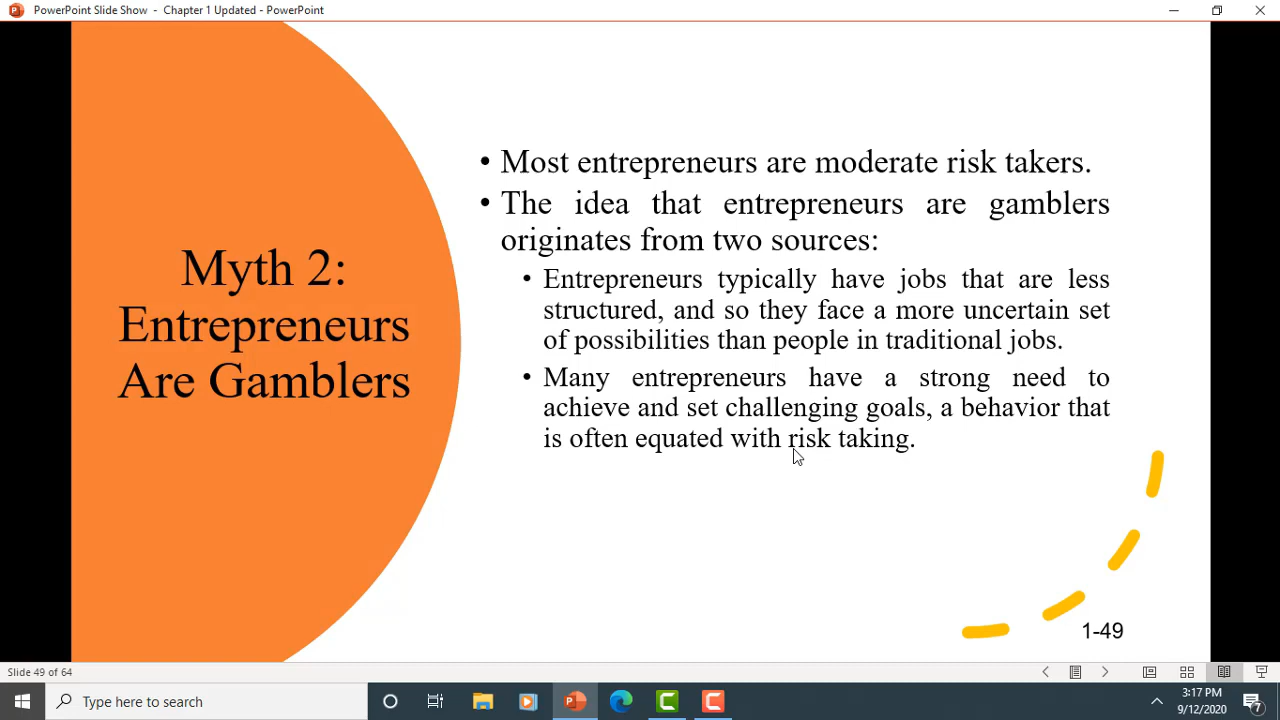 PowerPoint Slide Show - Chapter 1 Updated - PowerPoint
Myth 2:
Entrepreneurs
Are Gamblers
• Most entrepreneurs are moderate risk takers.
• The idea that entrepreneurs are gamblers
originates from two sources:
• Entrepreneurs typically have jobs that are less
structured, and so they face a more uncertain set
of possibilities than people in traditional jobs.
• Many entrepreneurs have a strong need to
achieve and set challenging goals, a behavior that
is often equated with risk taking.
1-49
Slide 49 of 64
Type here to search
3:17 PM
9/12/2020
7